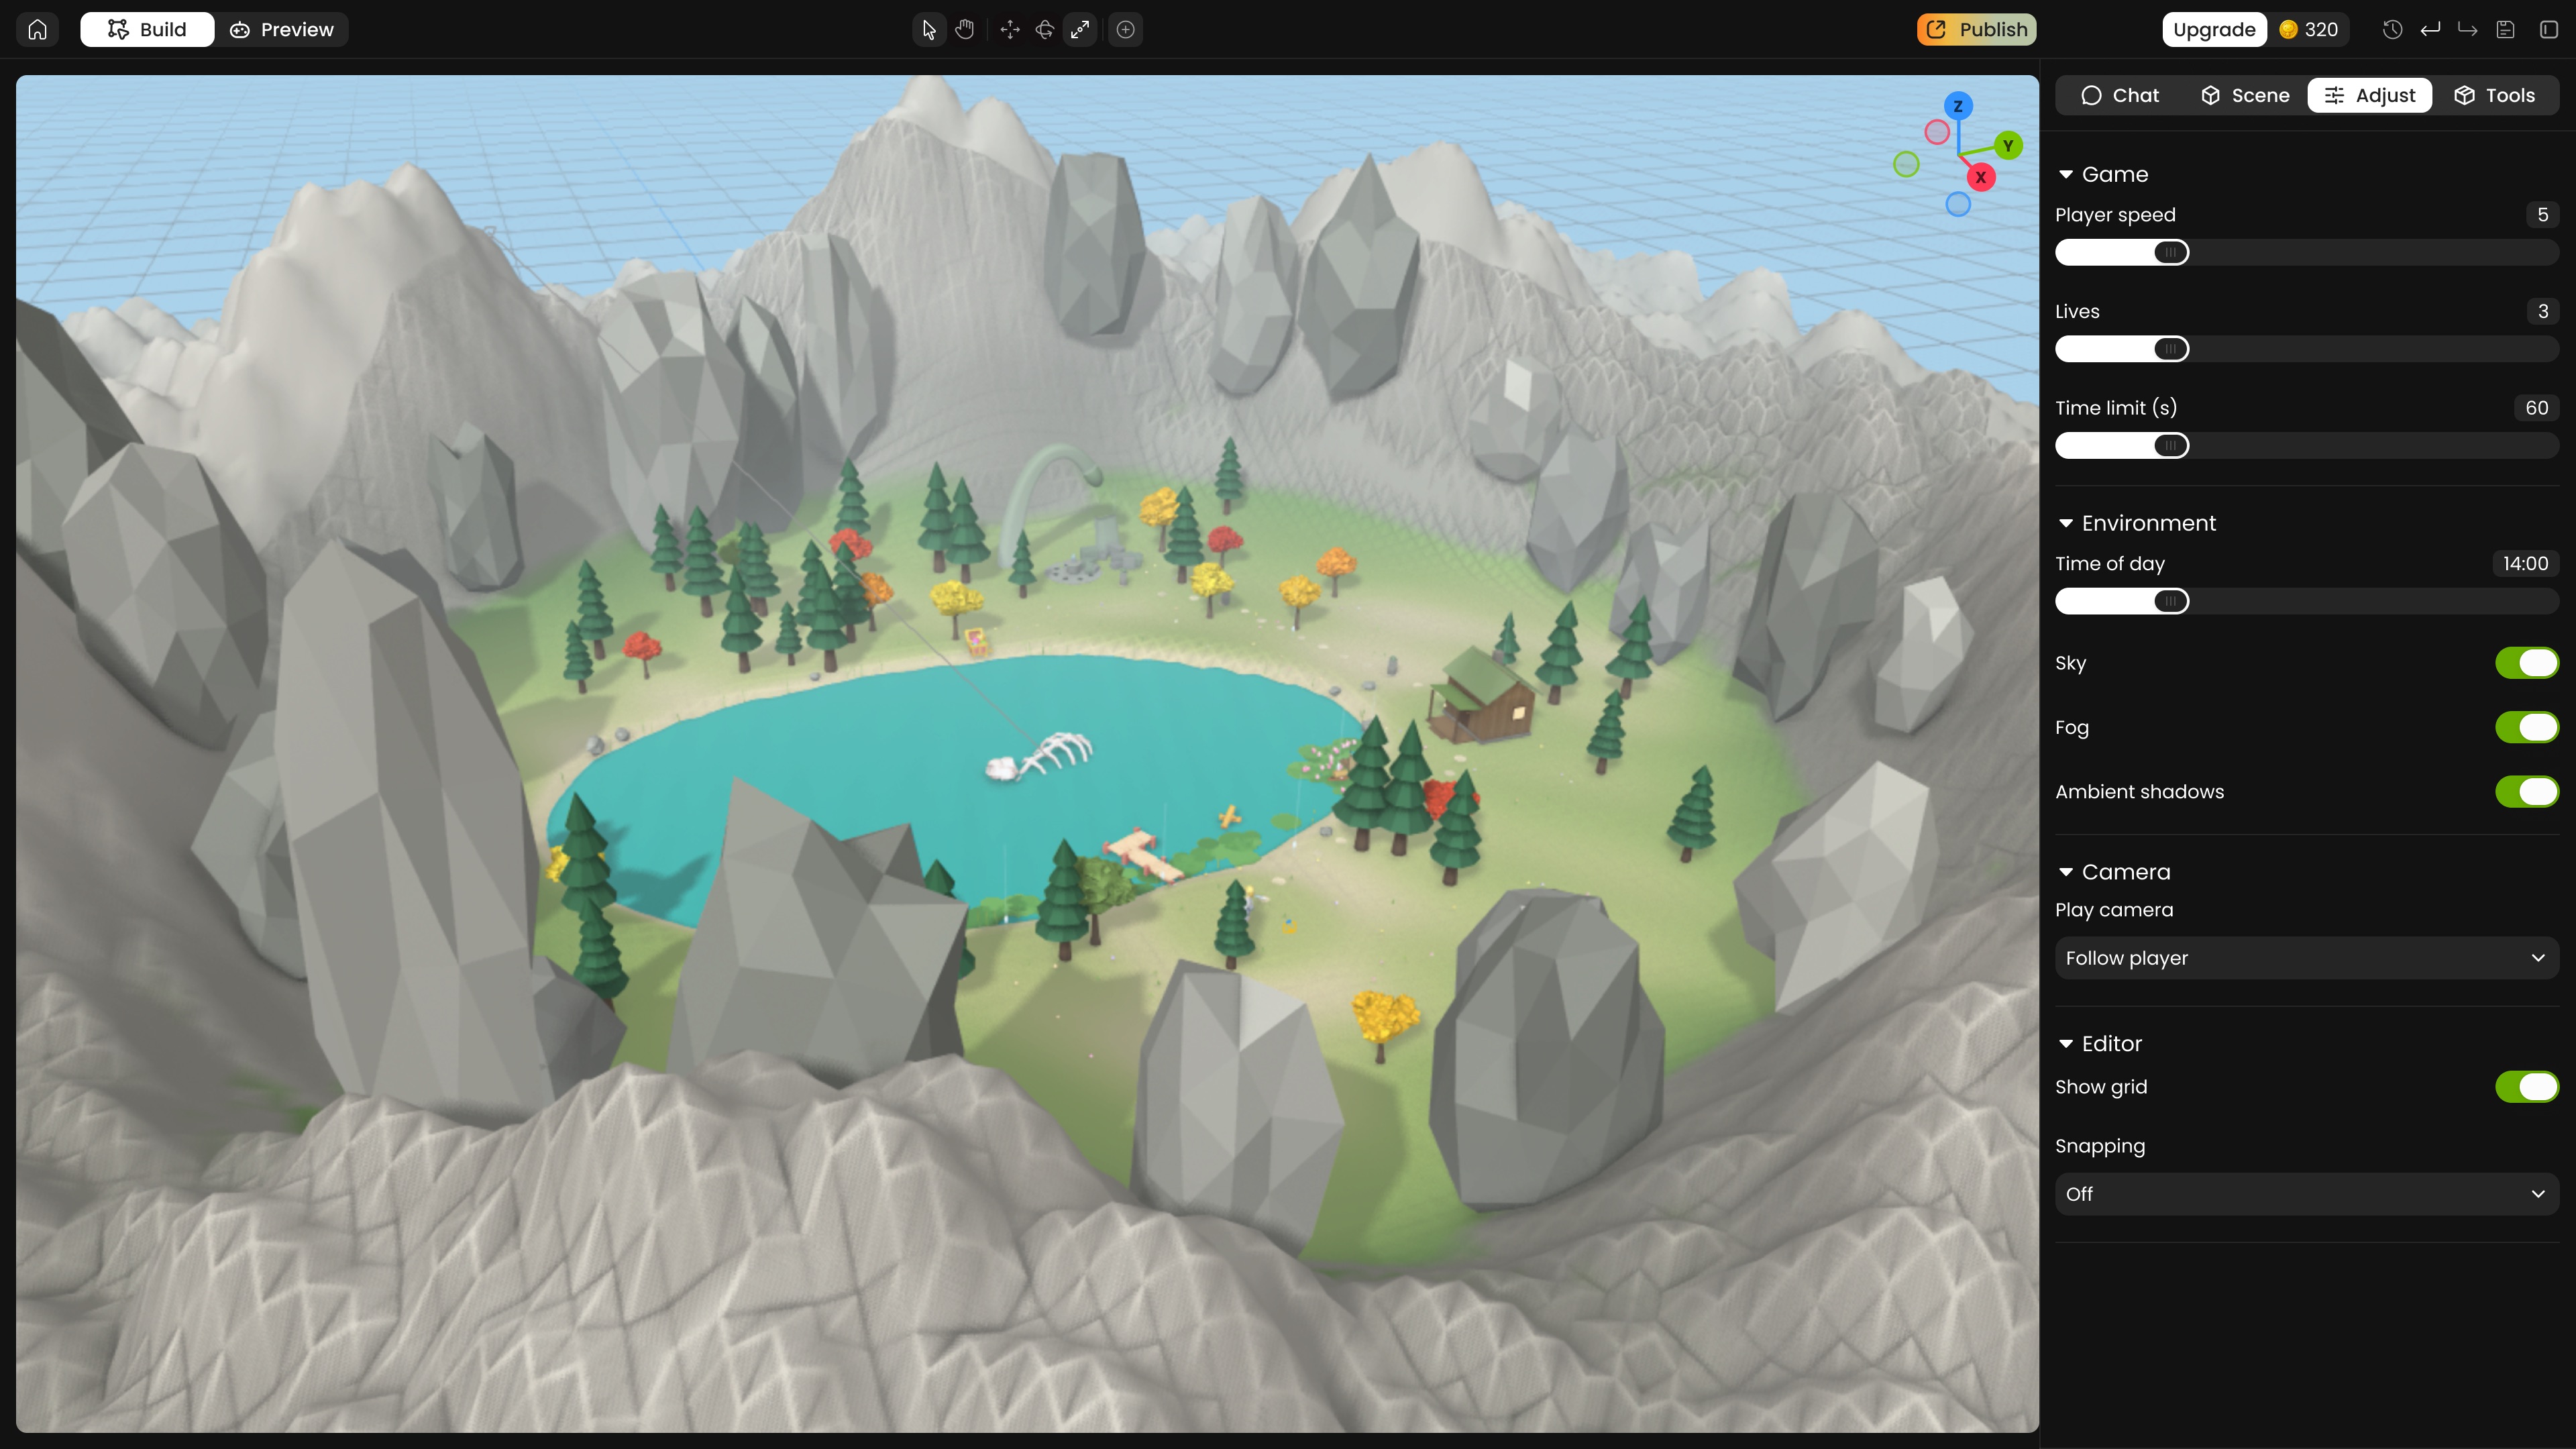 Build
Preview
Publish
Upgrade
320
Chat
Scene
Adjust
Tools
Z
Y
X
Game
Player speed
5
Lives
3
Time limit (s)
60
Environment
Time of day
14:00
Sky
Fog
Ambient shadows
Camera
Play camera
Follow player
Editor
Show grid
Snapping
Off